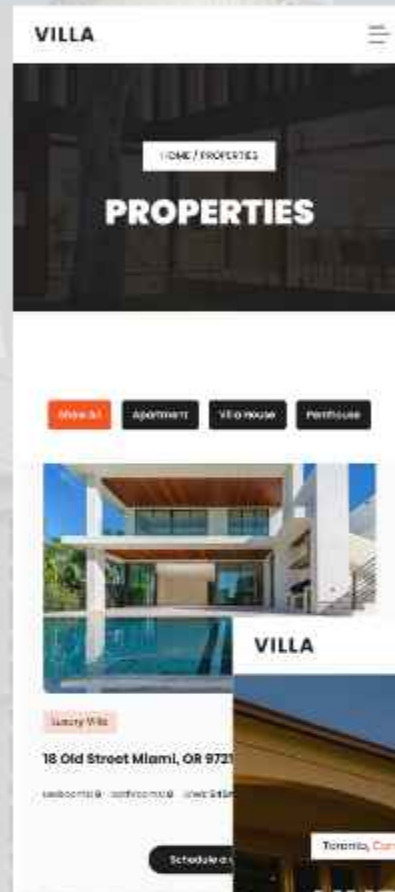 VILLA
HOME / PROPERTIES
PROPERTIES
Show All Apartment Villa House Penthouse
VILLA
Luxury Villa
18 Old Street Miami, OR 9721
Toronto,
Schedule a